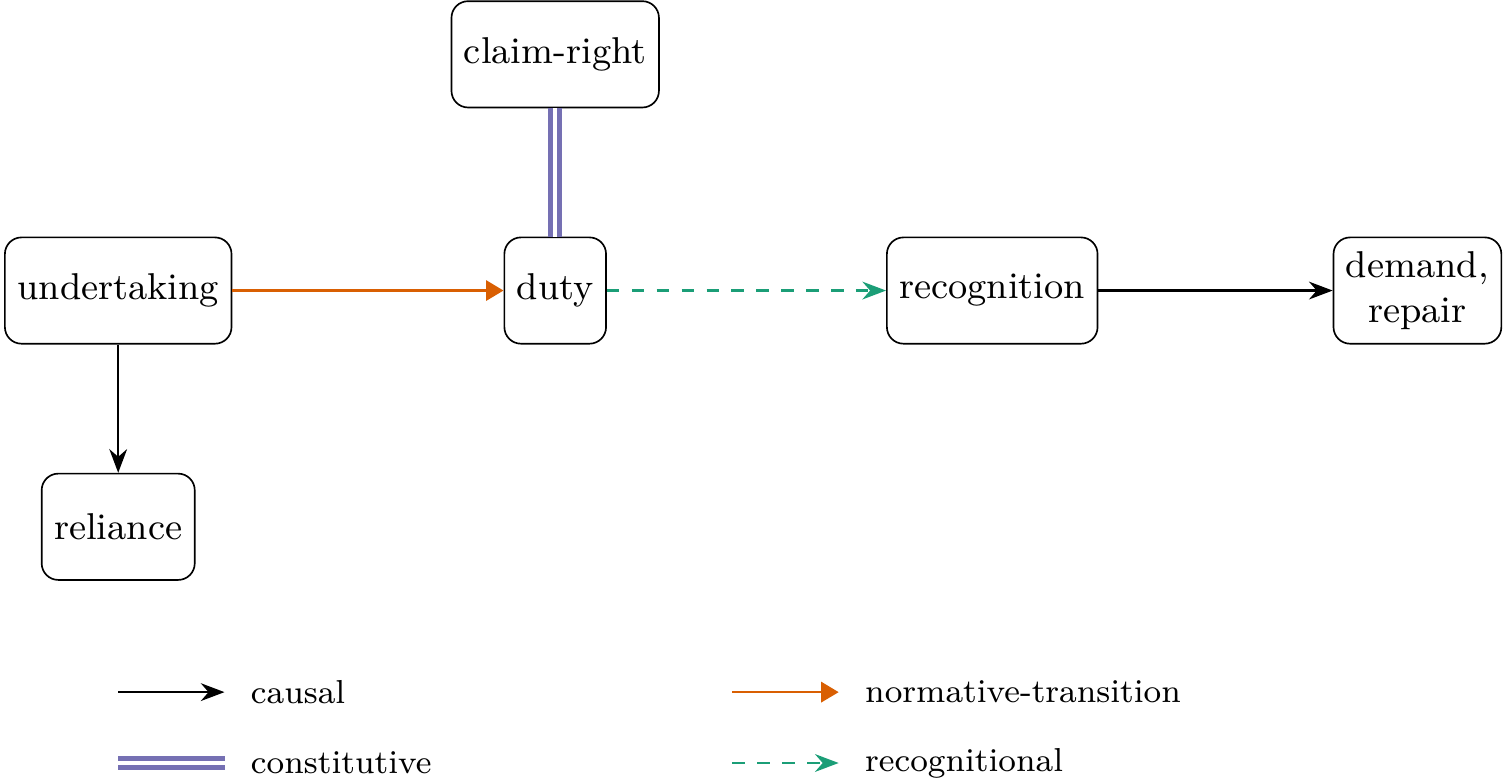 claim-right
undertaking
duty
recognition
demand,
repair
reliance
causal
normative-transition
constitutive
recognitional